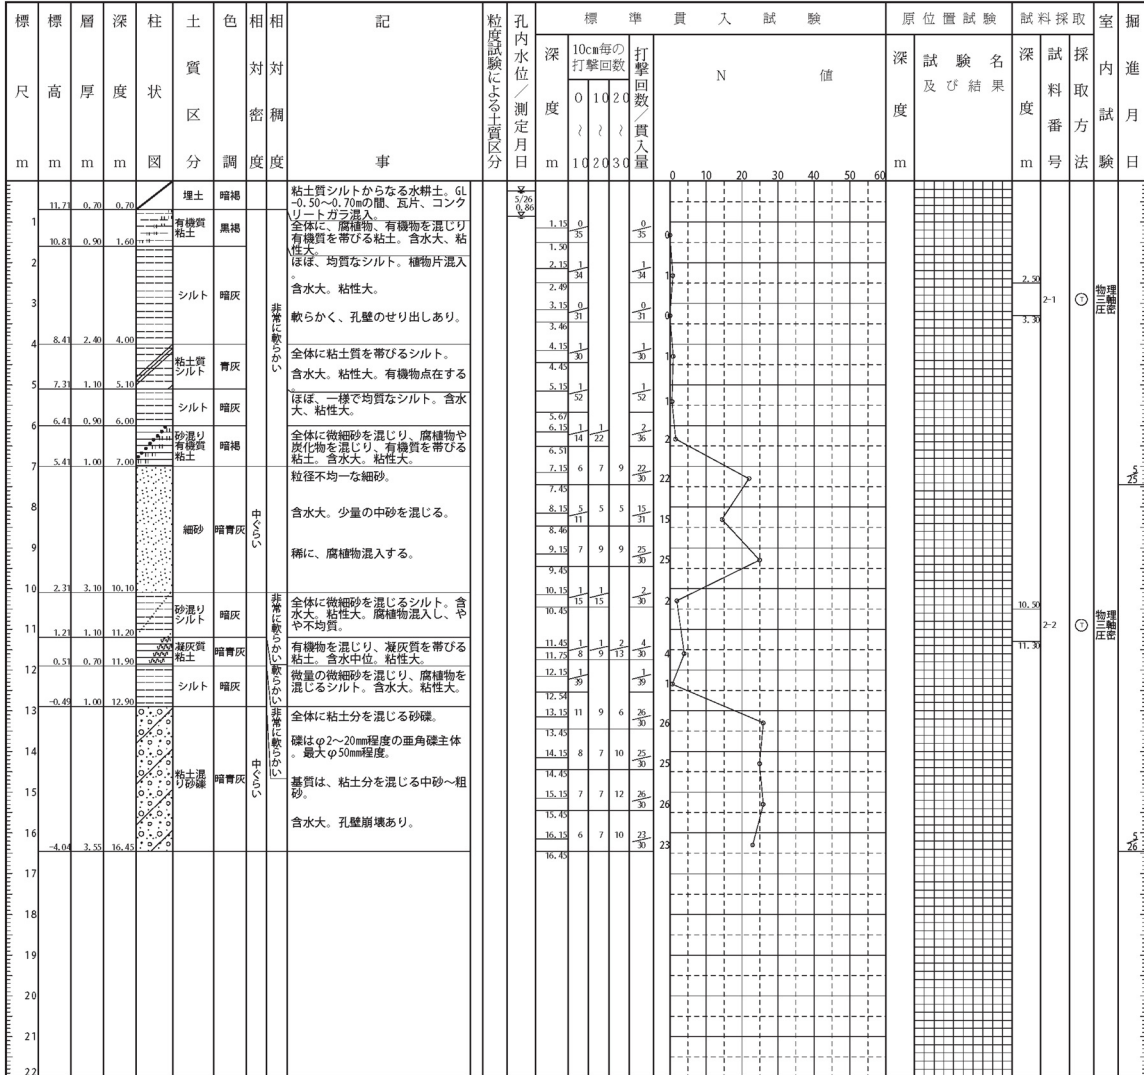 標尺 m
標高 m
層厚 m
深度 m
柱状図
土質区分
色調
相対密度
相対稠度
記事
粒度試験による土質区分
孔内水位／測定月日
標準貫入試験
深度 m
10cm毎の
打撃回数
0 10 20
〜 〜 〜
10 20 30
打撃回数／貫入量
N 値
0 10 20 30 40 50 60
原位置試験
深度 m
試験名
及び結果
試料採取
深度 m
試料番号
採取方法
室内試験
掘進月日
11.71 0.70 0.70 埋土 暗褐
粘土質シルトからなる水耕土。GL
-0.50〜0.70mの間、瓦片、コンク
リートガラ混入。
10.81 0.90 1.60 有機質粘土 黒褐
全体に、腐植物、有機物を混じり
有機質を帯びる粘土。含水大、粘
性大。
8.41 2.40 4.00 シルト 暗灰
ほぼ、均質なシルト。植物片混入
。
含水大。粘性大。
軟らかく、孔壁のせり出しあり。
7.31 1.10 5.10 粘土質シルト 青灰
全体に粘土質を帯びるシルト。
含水大。粘性大。有機物点在する
。
6.41 0.90 6.00 シルト 暗灰
ほぼ、一様で均質なシルト。含水
大、粘性大。
5.41 1.00 7.00 砂混り有機質粘土 暗褐
全体に微細砂を混じり、腐植物や
炭化物を混じり、有機質を帯びる
粘土。含水大。粘性大。
非常に軟らかい
2.31 3.10 10.10 細砂 暗青灰 中ぐらい
粒径不均一な細砂。
含水大。少量の中砂を混じる。
稀に、腐植物混入する。
1.21 1.10 11.20 砂混りシルト 暗灰 非常に軟らかい
全体に微細砂を混じるシルト。含
水大。粘性大。腐植物混入し、や
や不均質。
0.51 0.70 11.90 凝灰質粘土 暗青灰 軟らかい
有機物を混じり、凝灰質を帯びる
粘土。含水中位。粘性大。
-0.49 1.00 12.90 シルト 暗灰 非常に軟らかい
微量の微細砂を混じり、腐植物を
混じるシルト。含水大。粘性大。
-4.04 3.55 16.45 粘土混り砂礫 暗青灰 中ぐらい
全体に粘土分を混じる砂礫。
礫はφ2〜20mm程度の亜角礫主体
。最大φ50mm程度。
基質は、粘土分を混じる中砂〜粗
砂。
含水大。孔壁崩壊あり。
1
2
3
4
5
6
7
8
9
10
11
12
13
14
15
16
17
18
19
20
21
22
5/26
0.86
1.15 0/35 0/35 0
1.50
2.15 1/34 1/34 1
2.49
3.15 0/31 0/31 0
3.46
4.15 1/30 1/30 1
4.45
5.15 1/52 1/52 1
5.67
6.15 1/14 1/22 2/36 2
6.51
7.15 6 7 9 22/30 22
7.45
8.15 5/11 5 5 15/31 15
8.46
9.15 7 9 9 25/30 25
9.45
10.15 1/15 1/15 2/30 2
10.45
11.45 1/8 1/9 2/13 4/30 4
11.75
12.15 1/39 1/39 1
12.54
13.15 11 9 6 26/30 26
13.45
14.15 8 7 10 25/30 25
14.45
15.15 7 7 12 26/30 26
15.45
16.15 6 7 10 23/30 23
16.45
2.50
3.30
2-1 T
物理
三軸
圧密
10.50
11.30
2-2 T
物理
三軸
圧密
5/25
5/26